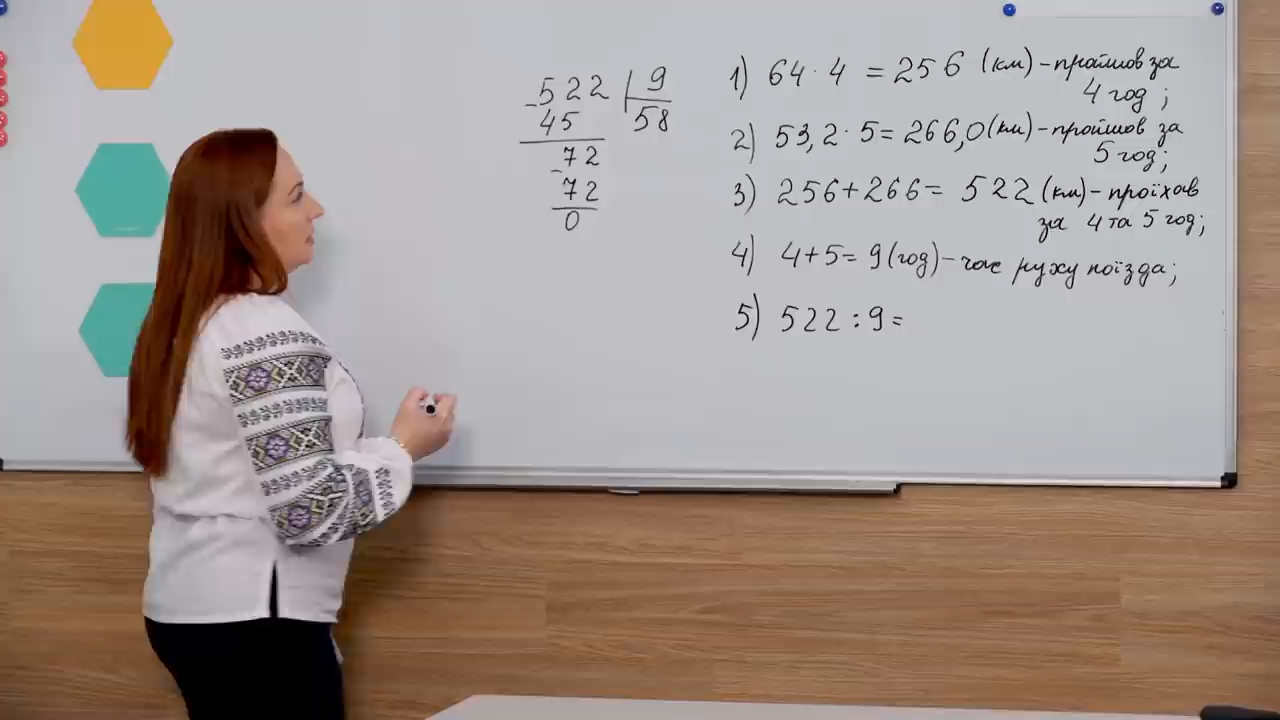 522 | 9
45 | 58
72
72
0
1) 64 · 4 = 256 (км) - пройшов за
4 год ;
2) 53,2 · 5 = 266,0 (км) - пройшов за
5 год;
3) 256 + 266 = 522 (км) - проїхав
за 4 та 5 год;
4) 4 + 5 = 9 (год) - час руху поїзда;
5) 522 : 9 =